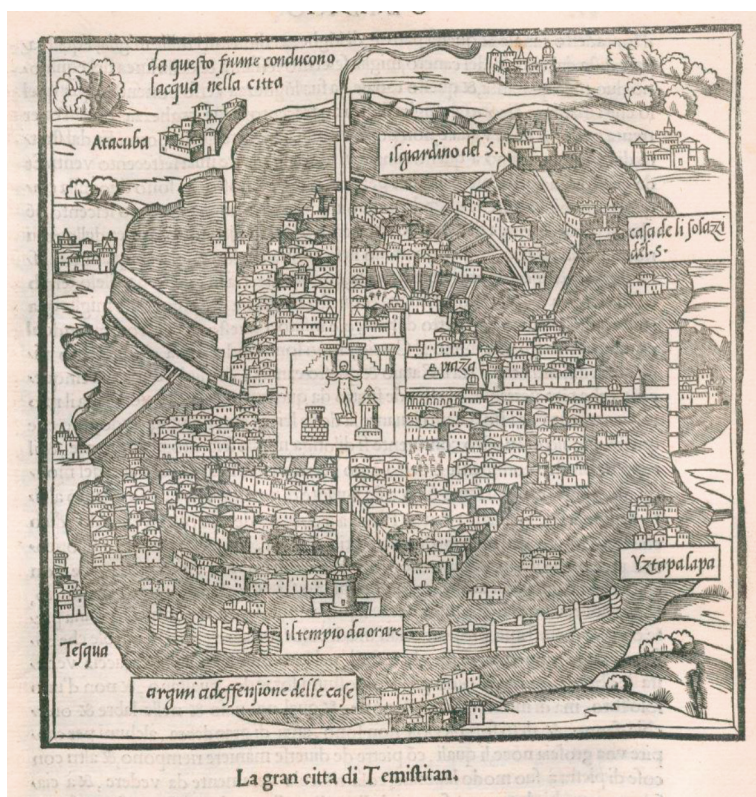 da questo fiume conducono
lacqua nella citta
Atacuba
il giardino del S.
casa de li solazi
del. S.
piaza
Vztapalapa
il tempio da orare
Tesqua
argini a deffensione delle case
La gran citta di Temistitan.